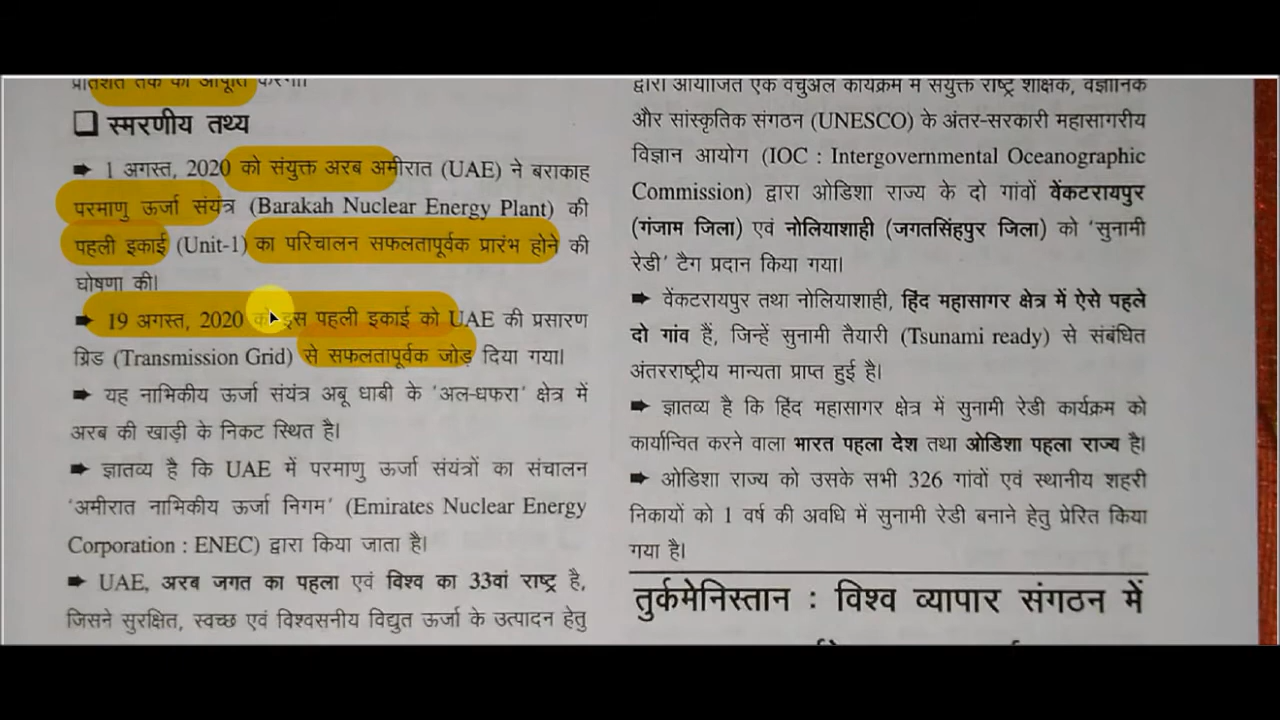 प्रतिशत तक की आपूर्ति करेगा।
❑ स्मरणीय तथ्य
➨ 1 अगस्त, 2020 को संयुक्त अरब अमीरात (UAE) ने बराकाह
परमाणु ऊर्जा संयंत्र (Barakah Nuclear Energy Plant) की
पहली इकाई (Unit-1) का परिचालन सफलतापूर्वक प्रारंभ होने की
घोषणा की।
➨ 19 अगस्त, 2020 को इस पहली इकाई को UAE की प्रसारण
ग्रिड (Transmission Grid) से सफलतापूर्वक जोड़ दिया गया।
➨ यह नाभिकीय ऊर्जा संयंत्र अबू धाबी के 'अल-धफरा' क्षेत्र में
अरब की खाड़ी के निकट स्थित है।
➨ ज्ञातव्य है कि UAE में परमाणु ऊर्जा संयंत्रों का संचालन
'अमीरात नाभिकीय ऊर्जा निगम' (Emirates Nuclear Energy
Corporation : ENEC) द्वारा किया जाता है।
➨ UAE, अरब जगत का पहला एवं विश्व का 33वां राष्ट्र है,
जिसने सुरक्षित, स्वच्छ एवं विश्वसनीय विद्युत ऊर्जा के उत्पादन हेतु
द्वारा आयोजित एक वर्चुअल कार्यक्रम में संयुक्त राष्ट्र शैक्षिक, वैज्ञानिक
और सांस्कृतिक संगठन (UNESCO) के अंतर-सरकारी महासागरीय
विज्ञान आयोग (IOC : Intergovernmental Oceanographic
Commission) द्वारा ओडिशा राज्य के दो गांवों वेंकटरायपुर
(गंजाम जिला) एवं नोलियाशाही (जगतसिंहपुर जिला) को 'सुनामी
रेडी' टैग प्रदान किया गया।
➨ वेंकटरायपुर तथा नोलियाशाही, हिंद महासागर क्षेत्र में ऐसे पहले
दो गांव हैं, जिन्हें सुनामी तैयारी (Tsunami ready) से संबंधित
अंतरराष्ट्रीय मान्यता प्राप्त हुई है।
➨ ज्ञातव्य है कि हिंद महासागर क्षेत्र में सुनामी रेडी कार्यक्रम को
कार्यान्वित करने वाला भारत पहला देश तथा ओडिशा पहला राज्य है।
➨ ओडिशा राज्य को उसके सभी 326 गांवों एवं स्थानीय शहरी
निकायों को 1 वर्ष की अवधि में सुनामी रेडी बनाने हेतु प्रेरित किया
गया है।
तुर्कमेनिस्तान : विश्व व्यापार संगठन में